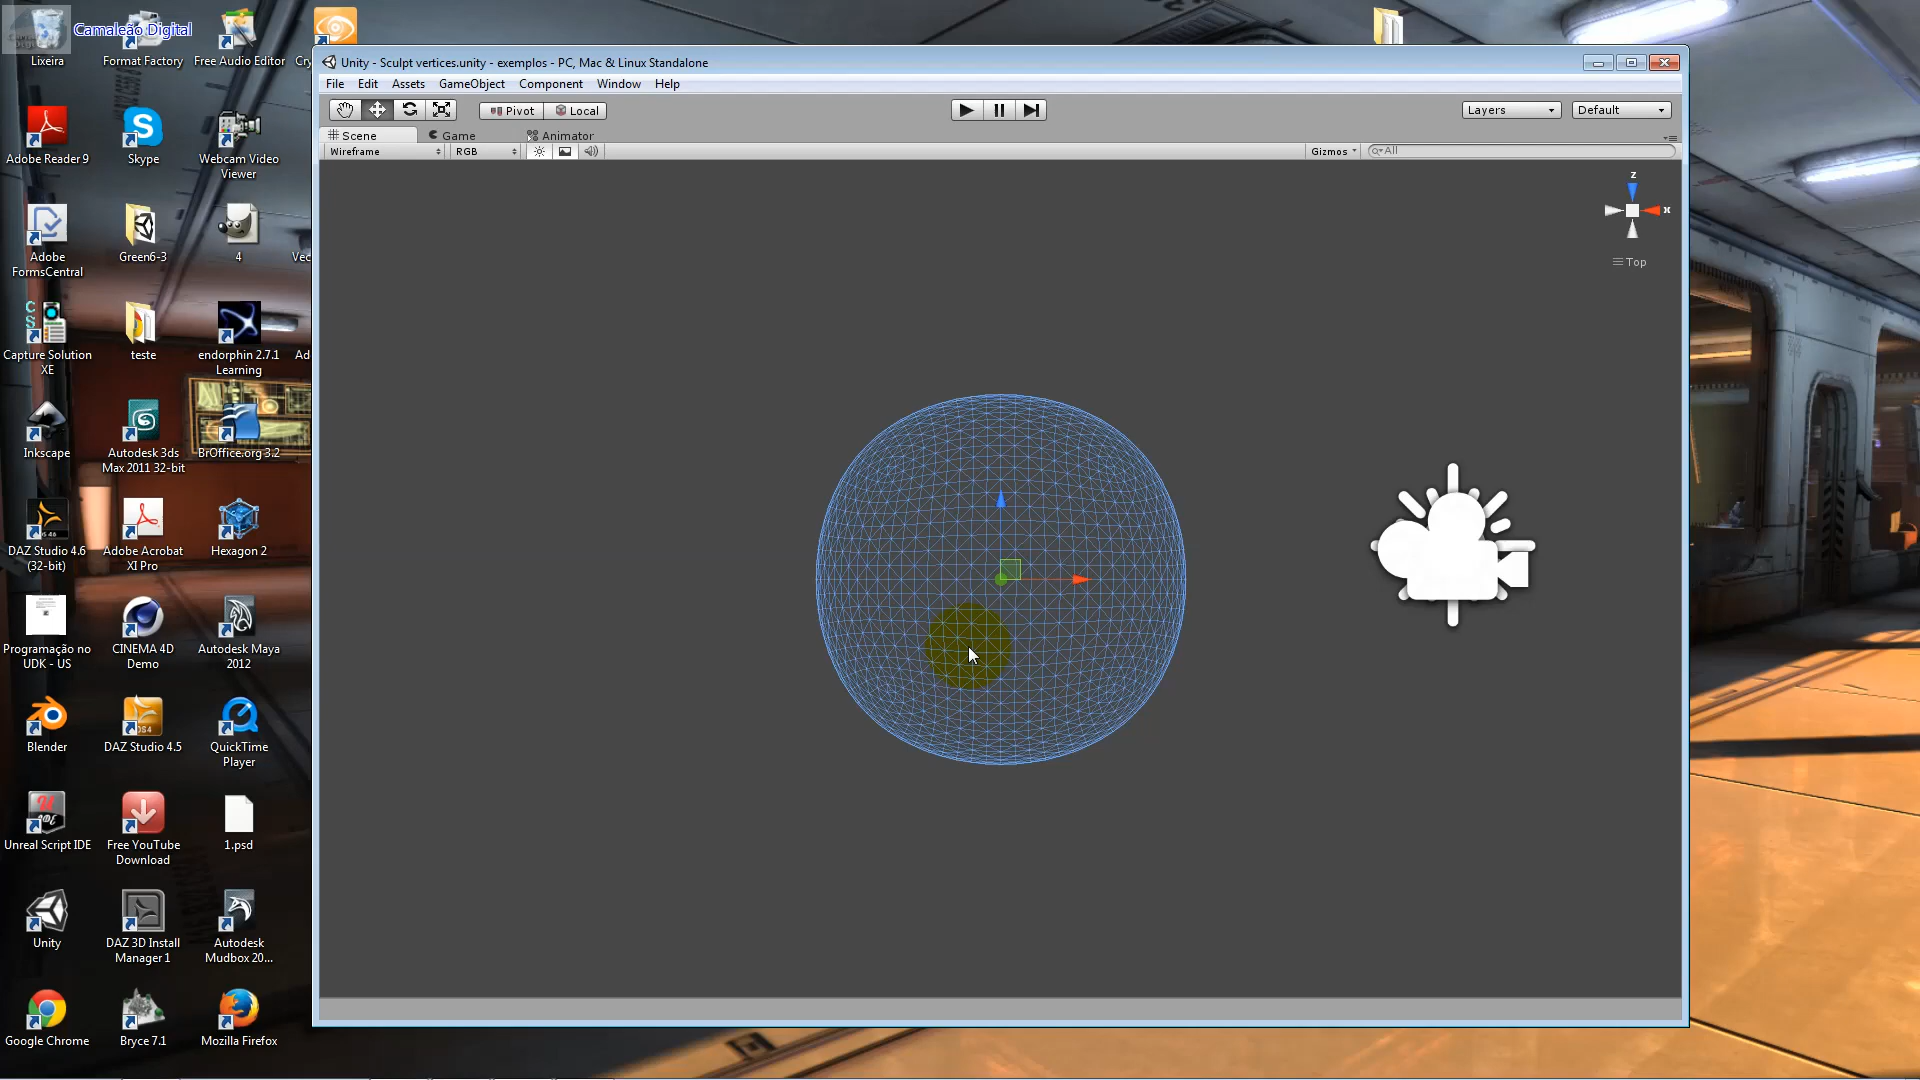 Camaleão Digital
Lixeira
Format Factory
Free Audio Editor
Cry
Adobe Reader 9
Skype
Webcam Video
Viewer
Adobe
FormsCentral
Green6-3
4
Vec
Capture Solution
XE
teste
endorphin 2.7.1
Learning
Ad
Inkscape
Autodesk 3ds
Max 2011 32-bit
BrOffice.org 3.2
DAZ Studio 4.6
(32-bit)
Adobe Acrobat
XI Pro
Hexagon 2
Programação no
UDK - US
CINEMA 4D
Demo
Autodesk Maya
2012
Blender
DAZ Studio 4.5
QuickTime
Player
Unreal Script IDE
Free YouTube
Download
1.psd
Unity
DAZ 3D Install
Manager 1
Autodesk
Mudbox 20...
Google Chrome
Bryce 7.1
Mozilla Firefox
Unity - Sculpt vertices.unity - exemplos - PC, Mac & Linux Standalone
File Edit Assets GameObject Component Window Help
Pivot Local Layers Default
Scene Game Animator
Wireframe RGB Gizmos All
z
x
Top